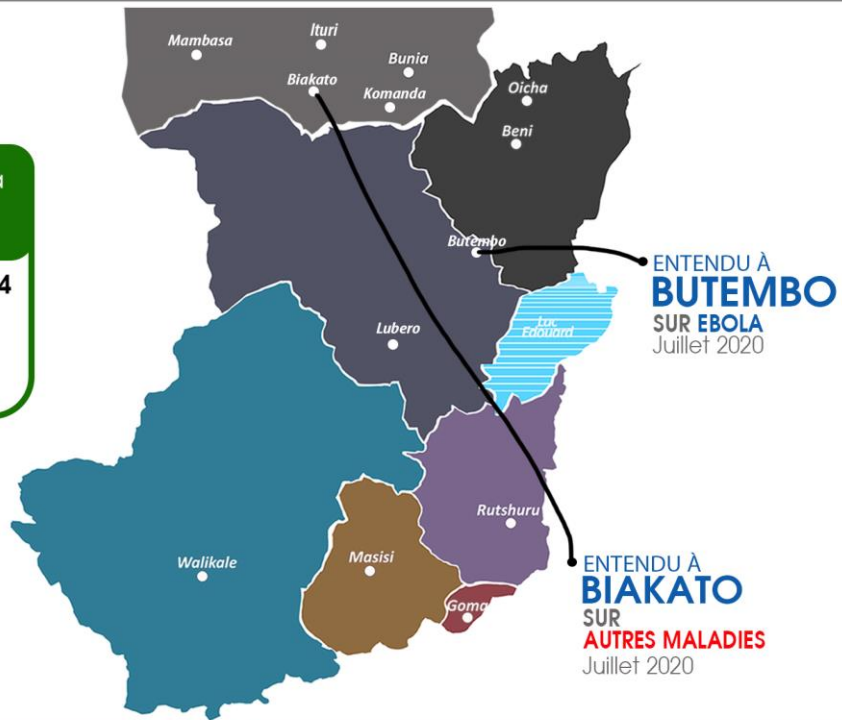 Mambasa
Ituri
Bunia
Biakato
Komanda
Oicha
Beni
4
Butembo
ENTENDU À
BUTEMBO
SUR EBOLA
Juillet 2020
Lac
Edouard
Lubero
Rutshuru
Walikale
Masisi
Goma
ENTENDU À
BIAKATO
SUR
AUTRES MALADIES
Juillet 2020